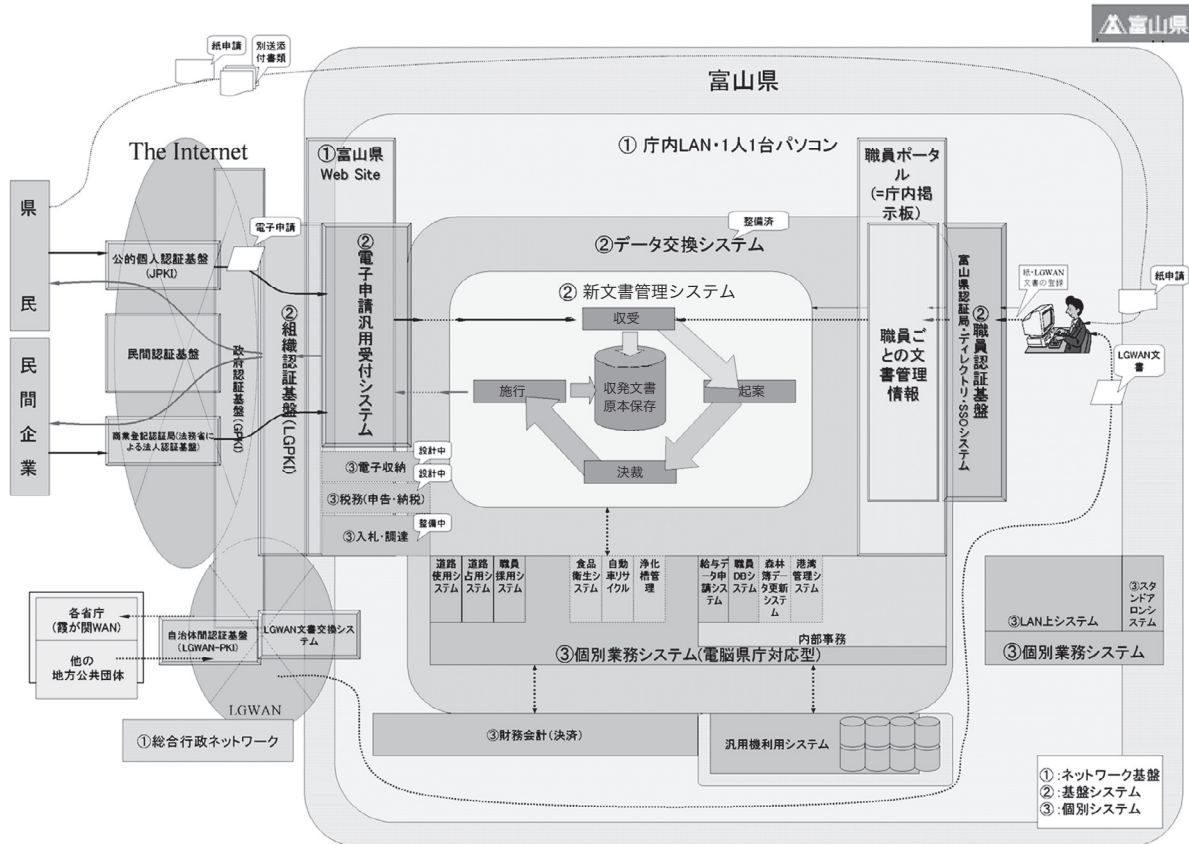 富山県
紙申請
別送添
付書類
富山県
The Internet
①富山県
Web Site
① 庁内LAN・1人1台パソコン
職員ポータ
ル
(=庁内掲
示板)
県
民
民
間
企
業
公的個人認証基盤
(JPKI)
民間認証基盤
商業登記認証局(法務省に
よる法人認証基盤)
電子申請
政府認証基盤(GPKI)
②組織認証基盤(LGPKI)
②電子申請汎用受付システム
整備済
②データ交換システム
② 新文書管理システム
収受
収発文書
原本保存
施行
起案
決裁
職員ご
との文
書管理
情報
②職員認証基盤
富山県認証局・ディレクトリ・SSOシステム
紙・LGWAN
文書の登録
紙申請
LGWAN文
書
設計中
③電子収納
設計中
③税務(申告・納税)
整備中
③入札・調達
道路
使用シ
ステム
道路
占用シ
ステム
職員
採用シ
ステム
食品
衛生シ
ステム
自動
車リサ
イクル
浄化
槽管理
給与デ
ータ申
請シス
テム
職員
DBシス
テム
森林
簿デー
タ更新
システ
ム
港湾
管理シ
ステム
内部事務
③個別業務システム(電脳県庁対応型)
③LAN上システム
③スタ
ンドア
ロンシ
ステム
③個別業務システム
各省庁
(霞が関WAN)
他の
地方公共団体
自治体間認証基盤
(LGWAN-PKI)
LGWAN文書交換シス
テム
LGWAN
①総合行政ネットワーク
③財務会計(決済)
汎用機利用システム
①:ネットワーク基盤
②:基盤システム
③:個別システム